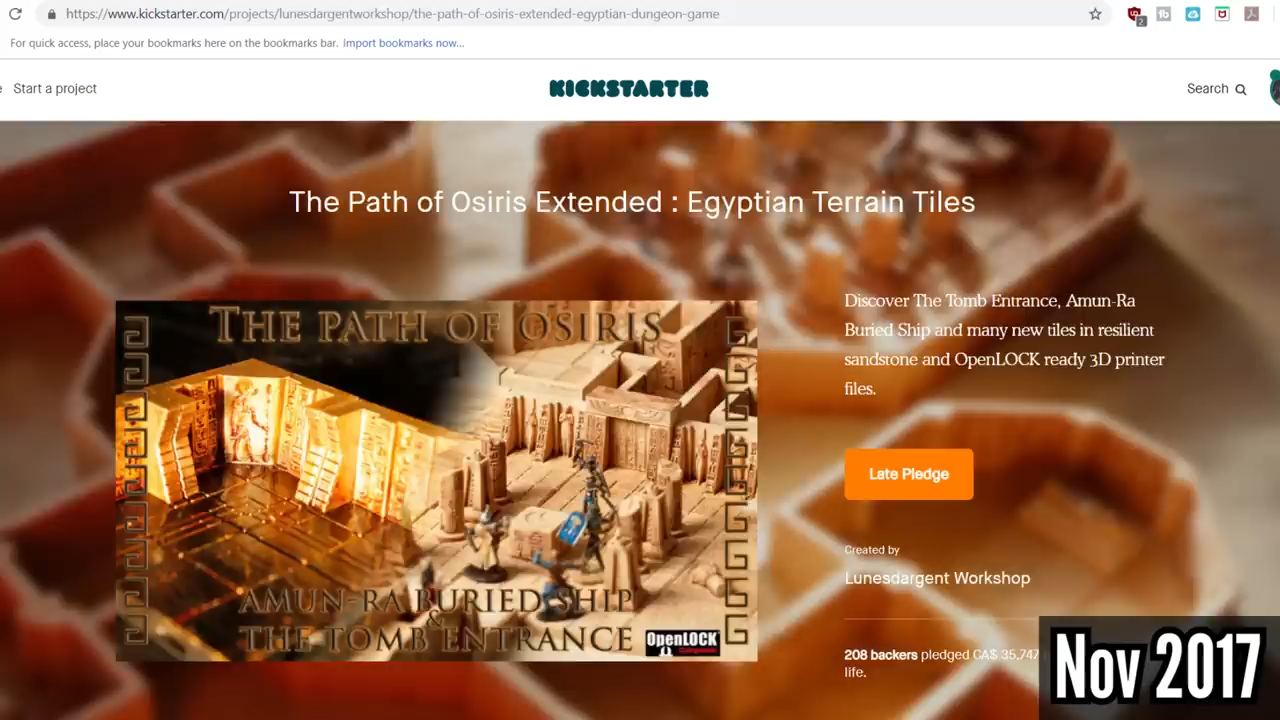 https://www.kickstarter.com/projects/lunesdargentworkshop/the-path-of-osiris-extended-egyptian-dungeon-game
2
For quick access, place your bookmarks here on the bookmarks bar. Import bookmarks now...
e Start a project
KICKSTARTER
Search
The Path of Osiris Extended : Egyptian Terrain Tiles
THE PATH OF OSIRIS
AMUN-RA BURIED SHIP
&
THE TOMB ENTRANCE
OpenLOCK
Discover The Tomb Entrance, Amun-Ra
Buried Ship and many new tiles in resilient
sandstone and OpenLOCK ready 3D printer
files.
Late Pledge
Created by
Lunesdargent Workshop
208 backers pledged CA$ 35,747
life.
Nov 2017